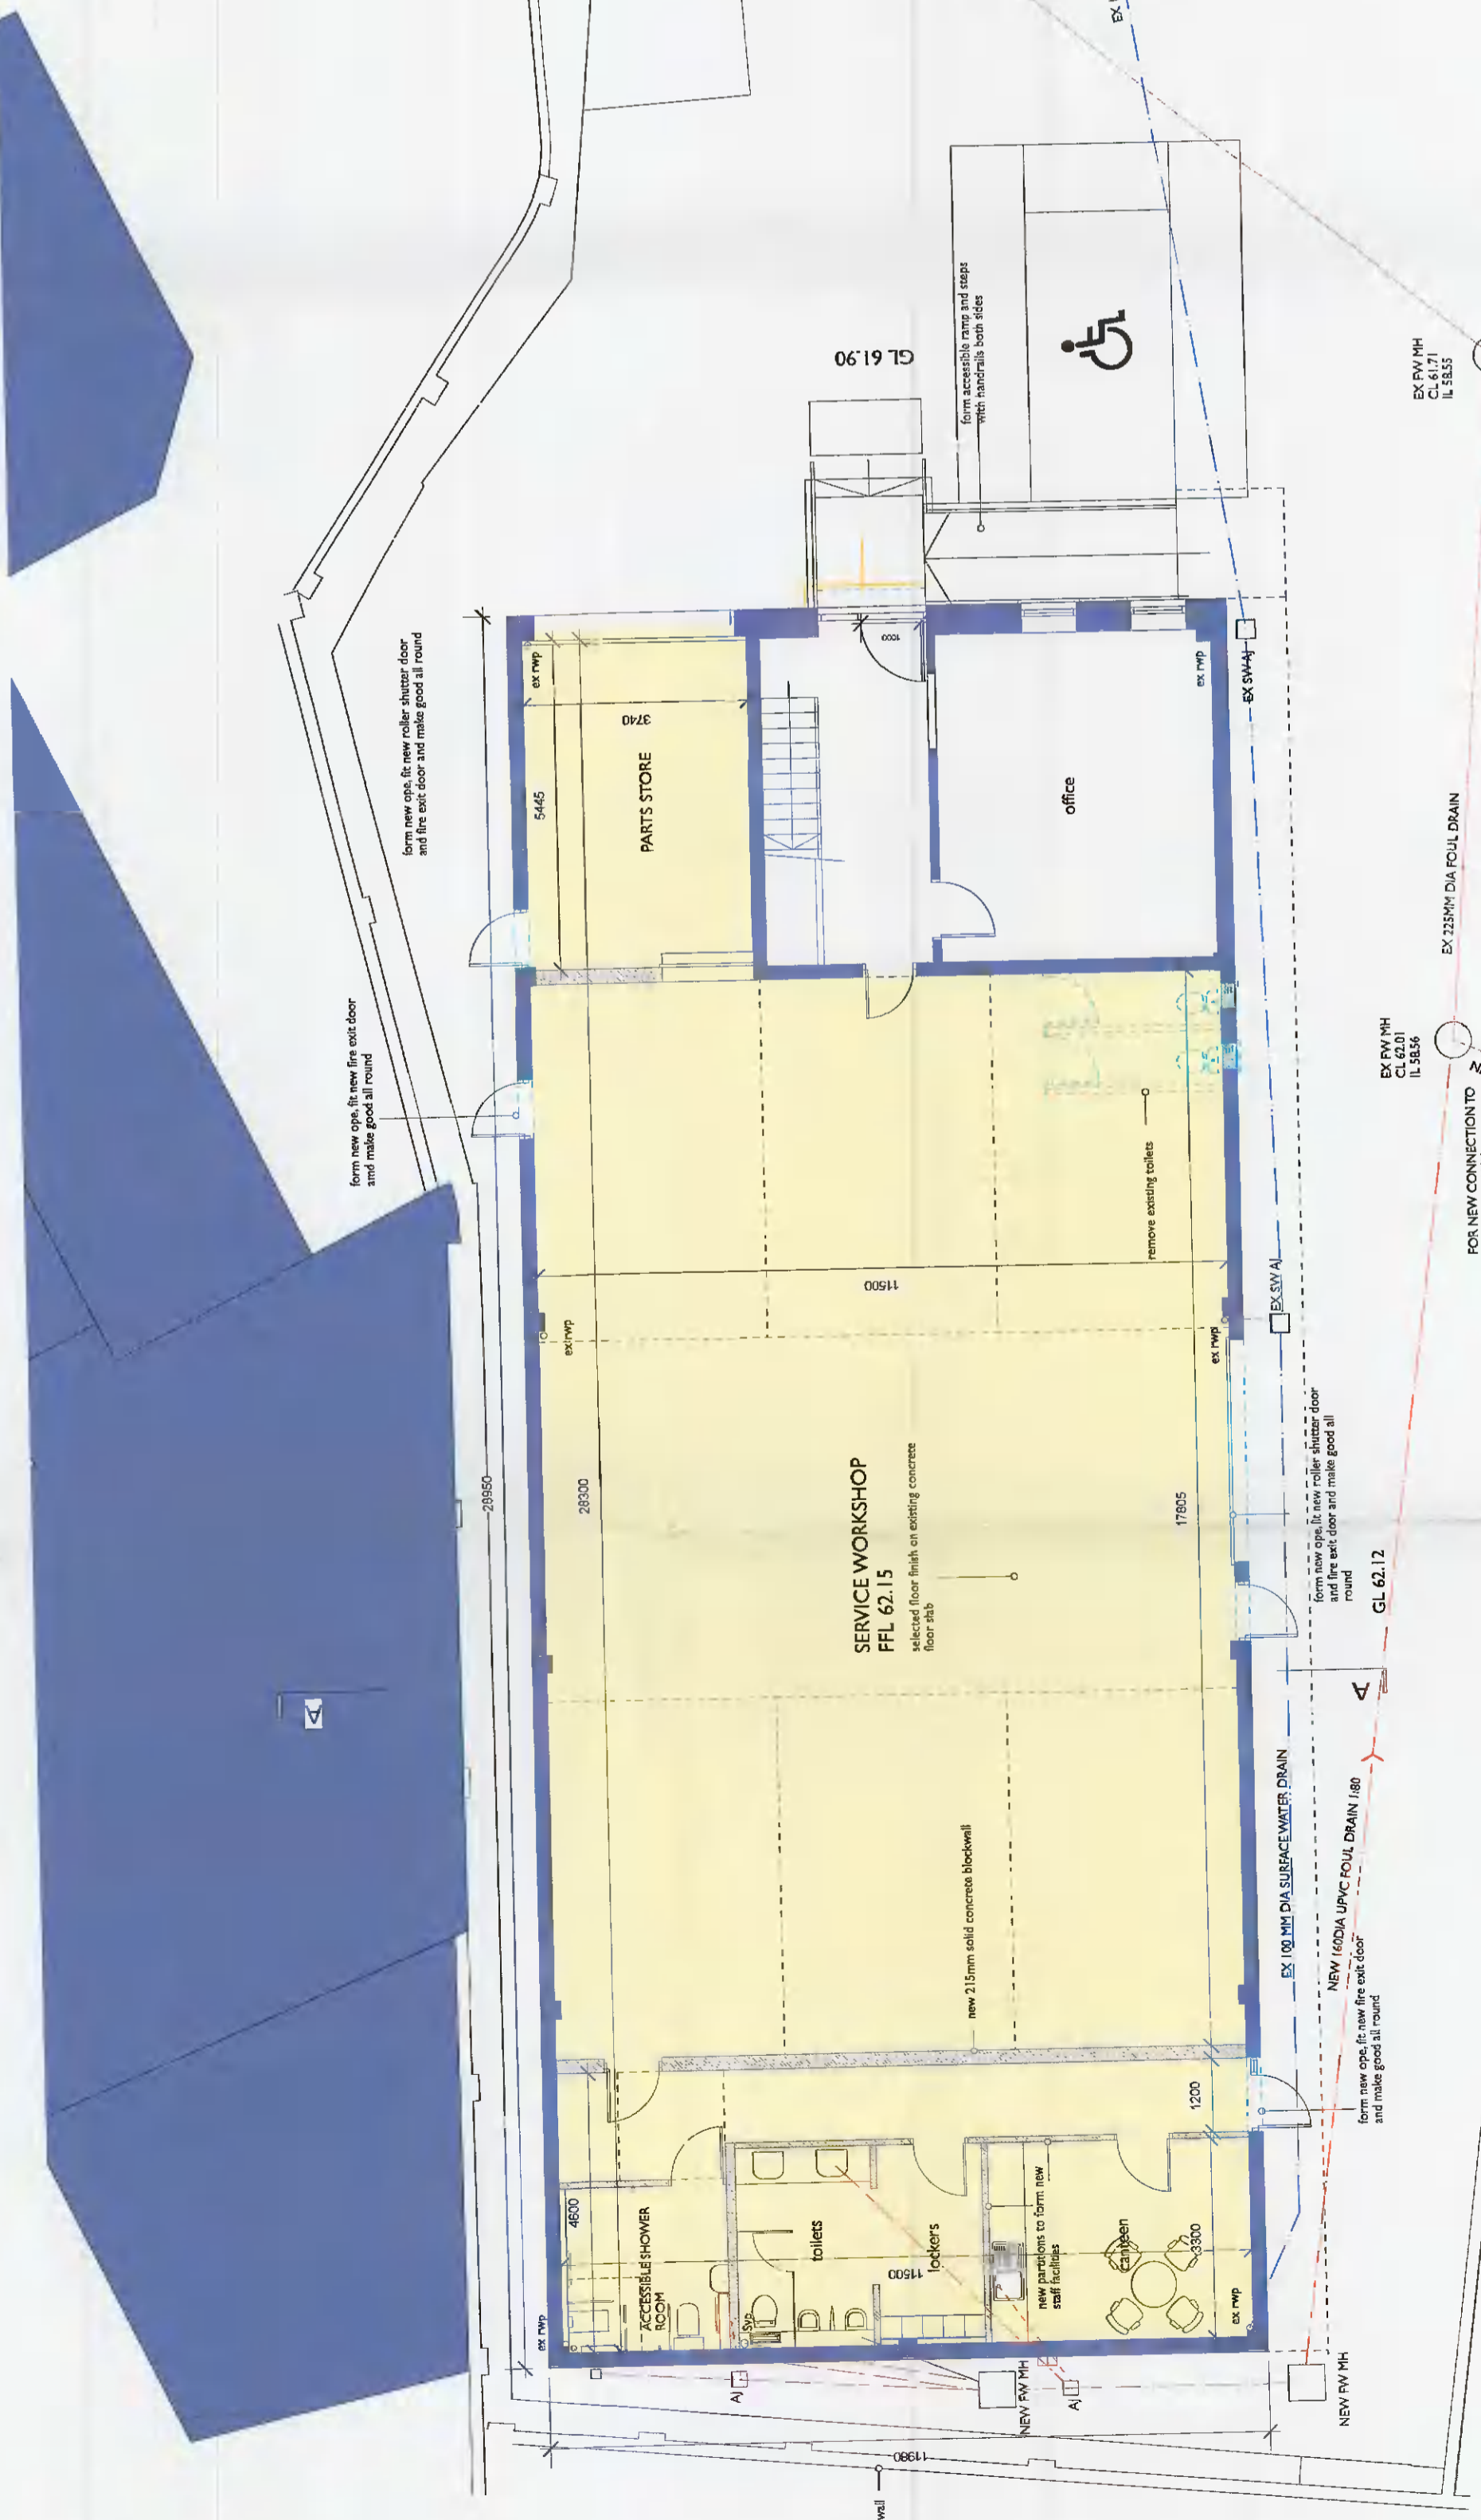 EX
form new ope, fit new roller shutter door
and fire exit door and make good all round
form new ope, fit new fire exit door
amd make good all round
GL 61.90
form accessible ramp and steps
with handrails both sides
EX FW MH
CL 61.71
IL 58.55
ex rwp
3740
5445
PARTS STORE
1000
office
ex rwp
EX SW AJ
EX 225MM DIA FOUL DRAIN
EX FW MH
CL 62.01
IL 58.56
FOR NEW CONNECTION TO
remove existing toilets
11500
ex rwp
ex rwp
EX SW AJ
28950
28300
SERVICE WORKSHOP
FFL 62.15
selected floor finish on existing concrete
floor slab
17805
form new ope, fit new roller shutter door
and fire exit door and make good all
round
GL 62.12
A
A
new 215mm solid concrete blockwall
EX 100 MM DIA SURFACE WATER DRAIN
NEW 160DIA UPVC FOUL DRAIN 1:80
form new ope, fit new fire exit door
and make good all round
1200
4600
ACCESSIBLE SHOWER
ROOM
toilets
lockers
11500
new partitions to form new
staff facilities
canteen
3300
ex rwp
ex rwp
Svp
AJ
NEW FW MH
AJ
NEW FW MH
11980
wall